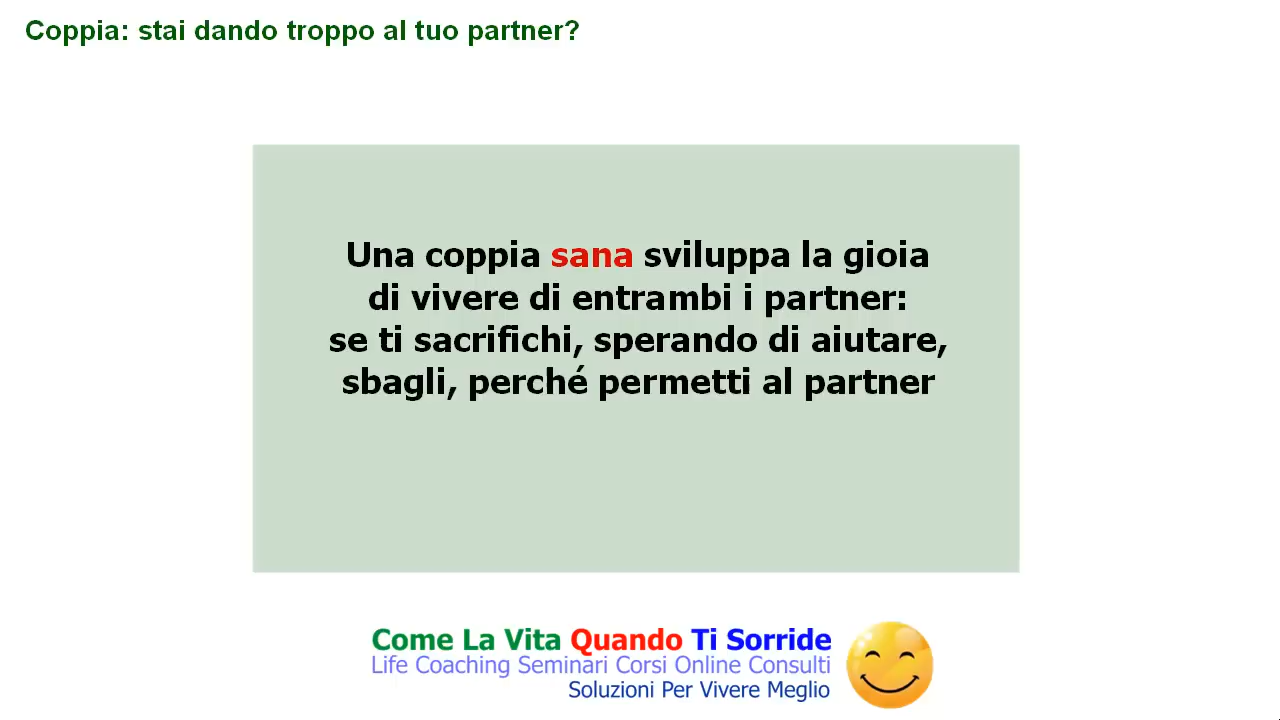 Coppia: stai dando troppo al tuo partner?
Una coppia sana sviluppa la gioia
di vivere di entrambi i partner:
se ti sacrifichi, sperando di aiutare,
sbagli, perché permetti al partner
Come La Vita Quando Ti Sorride
Life Coaching Seminari Corsi Online Consulti
Soluzioni Per Vivere Meglio